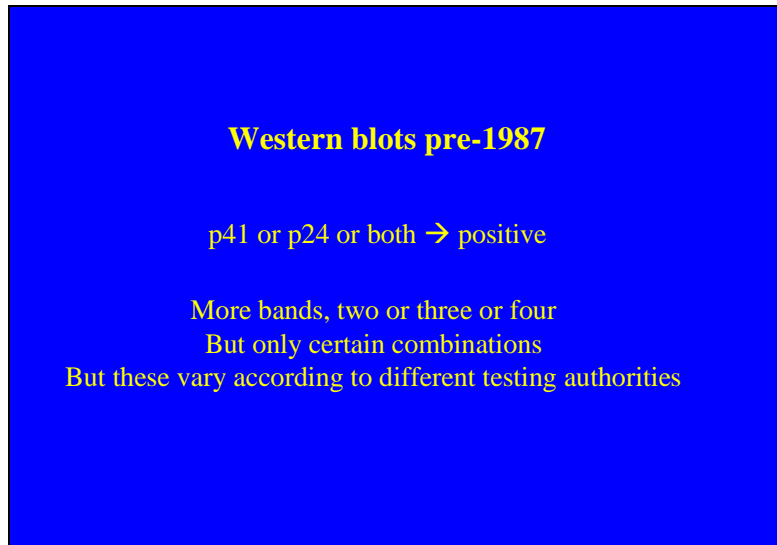 Western blots pre-1987
p41 or p24 or both → positive
More bands, two or three or four
But only certain combinations
But these vary according to different testing authorities